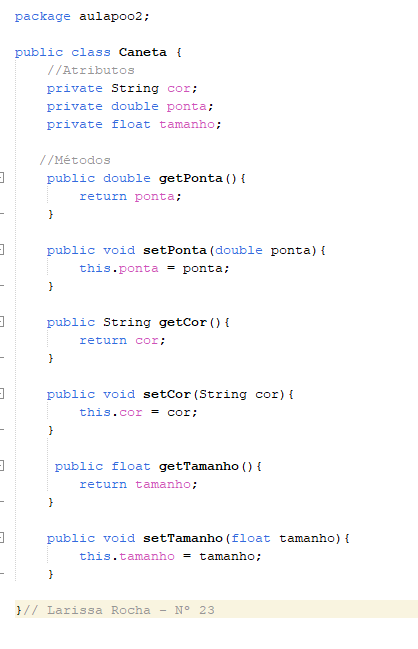 package aulapoo2;
public class Caneta {
//Atributos
private String cor;
private double ponta;
private float tamanho;
//Métodos
public double getPonta(){
return ponta;
}
public void setPonta(double ponta){
this.ponta = ponta;
}
public String getCor(){
return cor;
}
public void setCor(String cor){
this.cor = cor;
}
public float getTamanho(){
return tamanho;
}
public void setTamanho(float tamanho){
this.tamanho = tamanho;
}
}// Larissa Rocha - N° 23